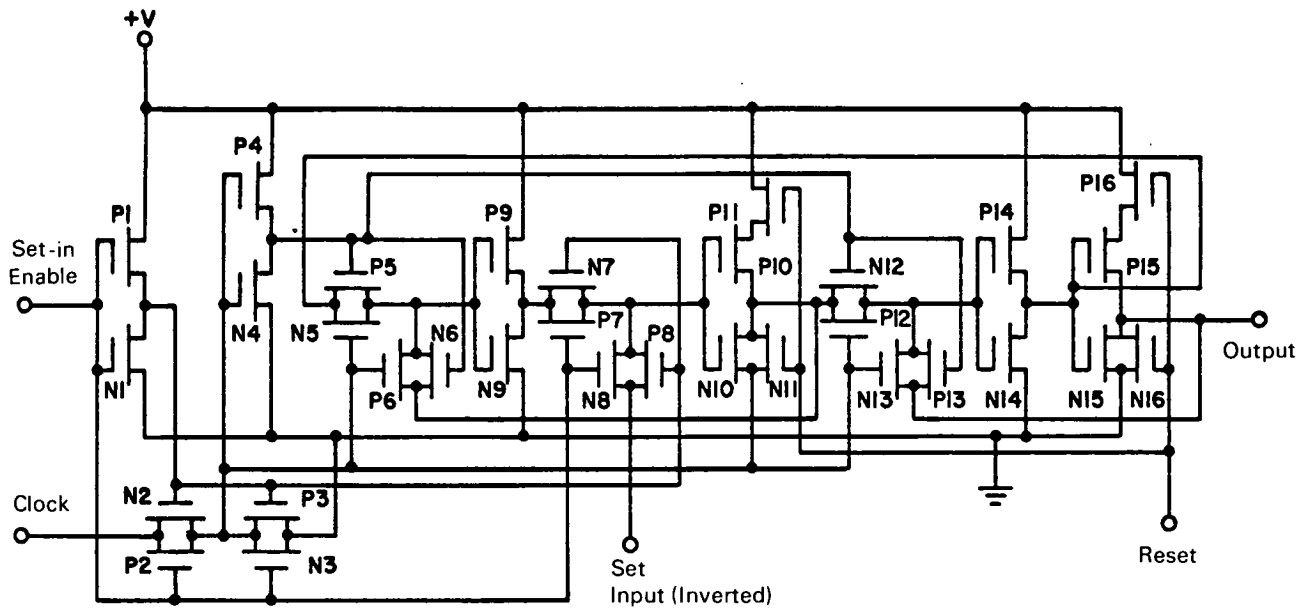 +V
P4
P1
P9
P11
P14
P16
Set-in
Enable
P5
N7
P10
N12
P15
N4
N5
N6
P7
P8
P12
Output
N1
P6
N9
N8
N10
N11
N13
P13
N14
N15
N16
Clock
N2
P3
P2
N3
Set
Input (Inverted)
Reset